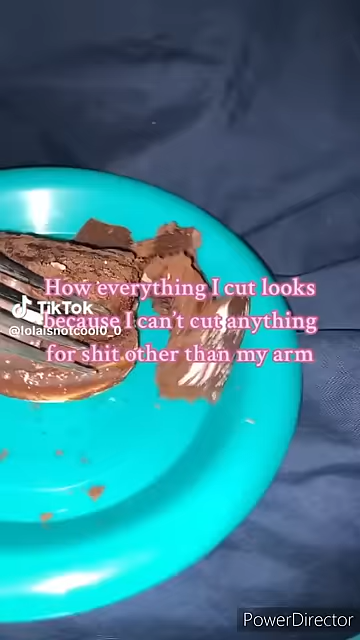 How everything I cut looks
because I can't cut anything
for shit other than my arm
TikTok
@lolaisnotcool0_0
PowerDirector